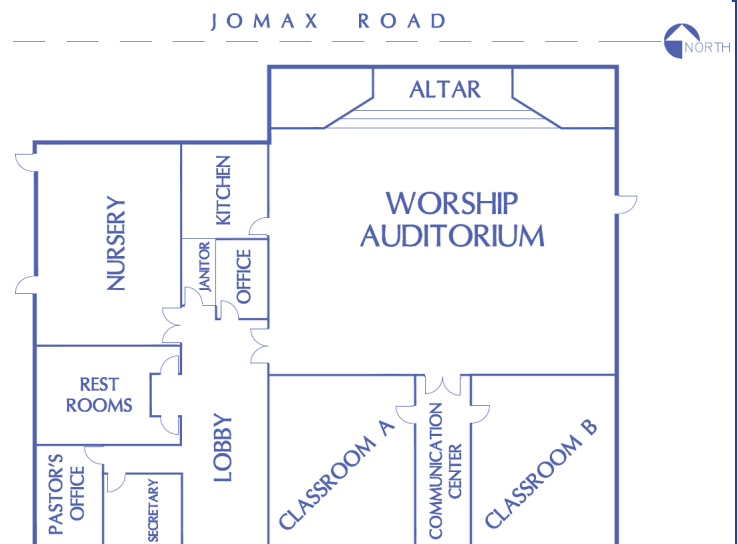 JOMAX ROAD
NORTH
ALTAR
WORSHIP
AUDITORIUM
KITCHEN
NURSERY
JANITOR
OFFICE
REST
ROOMS
LOBBY
CLASSROOM A
COMMUNICATION
CENTER
CLASSROOM B
PASTOR'S
OFFICE
SECRETARY